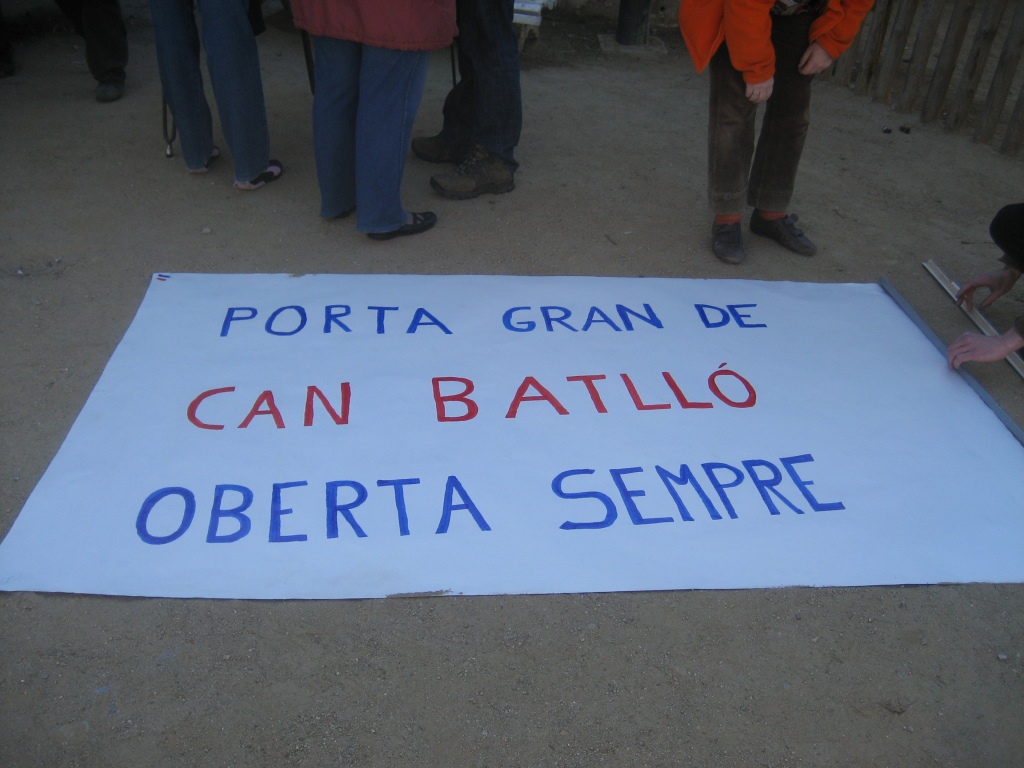 PORTA GRAN DE
CAN BATLLÓ
OBERTA SEMPRE